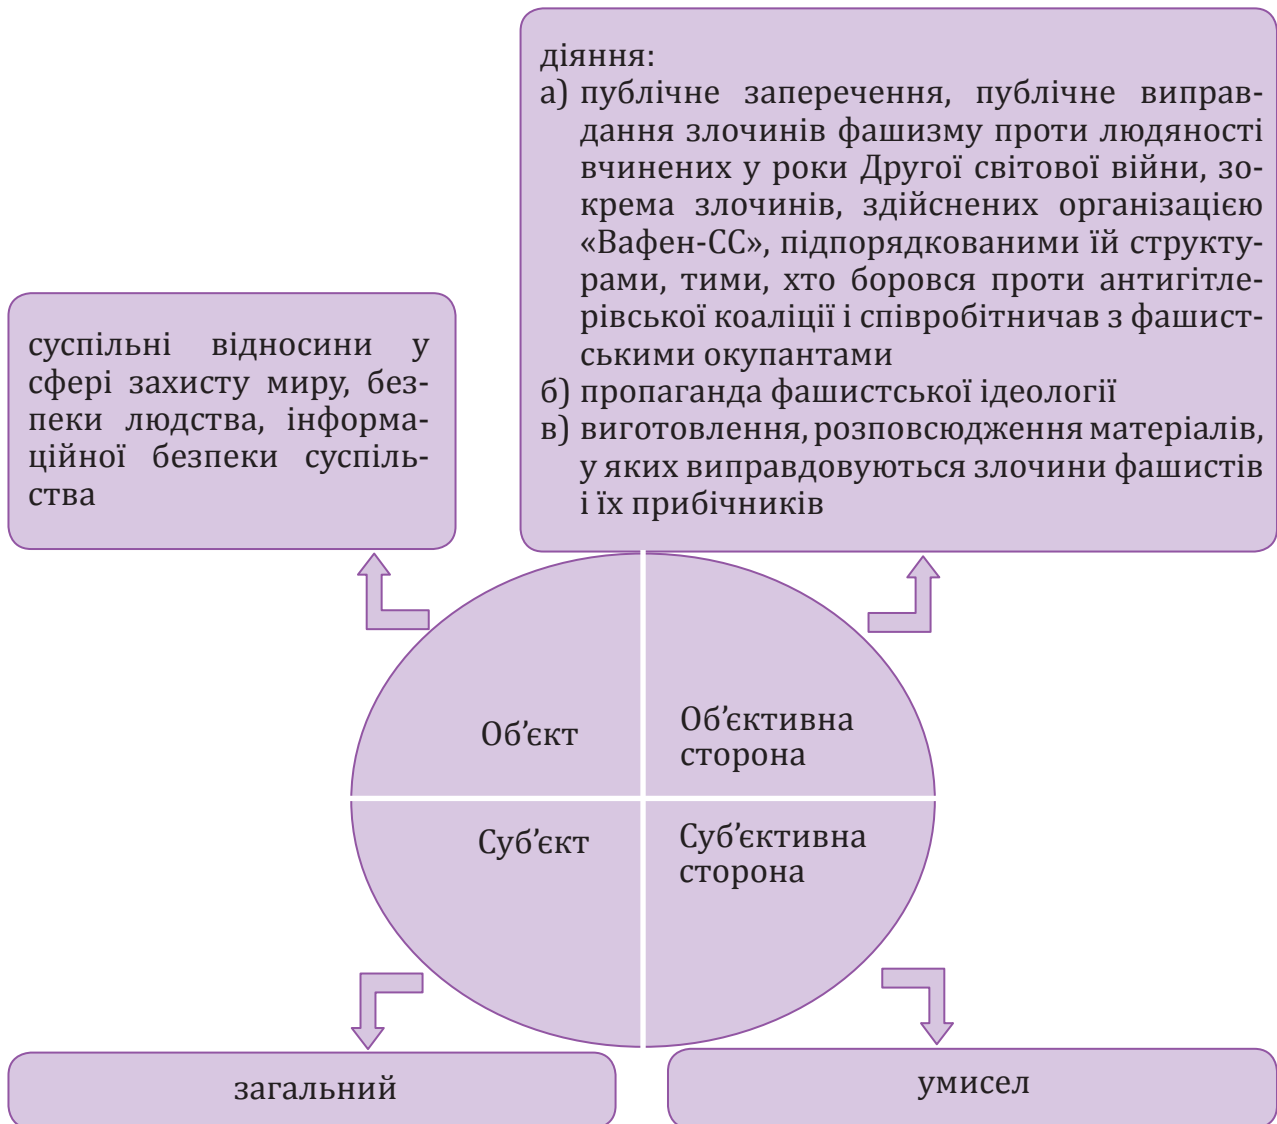 діяння:
а) публічне заперечення, публічне виправ-
дання злочинів фашизму проти людяності
вчинених у роки Другої світової війни, зо-
крема злочинів, здійснених організацією
«Вафен-СС», підпорядкованими їй структу-
рами, тими, хто боровся проти антигітле-
рівської коаліції і співробітничав з фашист-
ськими окупантами
б) пропаганда фашистської ідеології
в) виготовлення, розповсюдження матеріалів,
у яких виправдовуються злочини фашистів
і їх прибічників
суспільні відносини у
сфері захисту миру, без-
пеки людства, інформа-
ційної безпеки суспіль-
ства
Об’єкт
Об’єктивна
сторона
Суб’єкт
Суб’єктивна
сторона
загальний
умисел